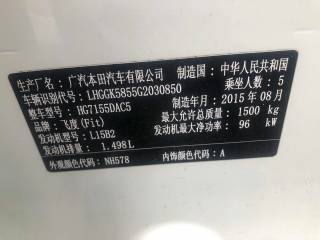 生产厂名：广汽本田汽车有限公司 制造国：中华人民共和国
车辆识别代号：LHGGK5855G2030850 乘坐人数：5
整车型号：HG7155DAC5 制造年月：2015年08月
品牌：飞度(Fit) 最大允许总质量：1500 kg
发动机型号：L15B2 发动机最大净功率：96 kW
发动机排量：1.498L
外观颜色代码：NH578 内饰颜色代码：A